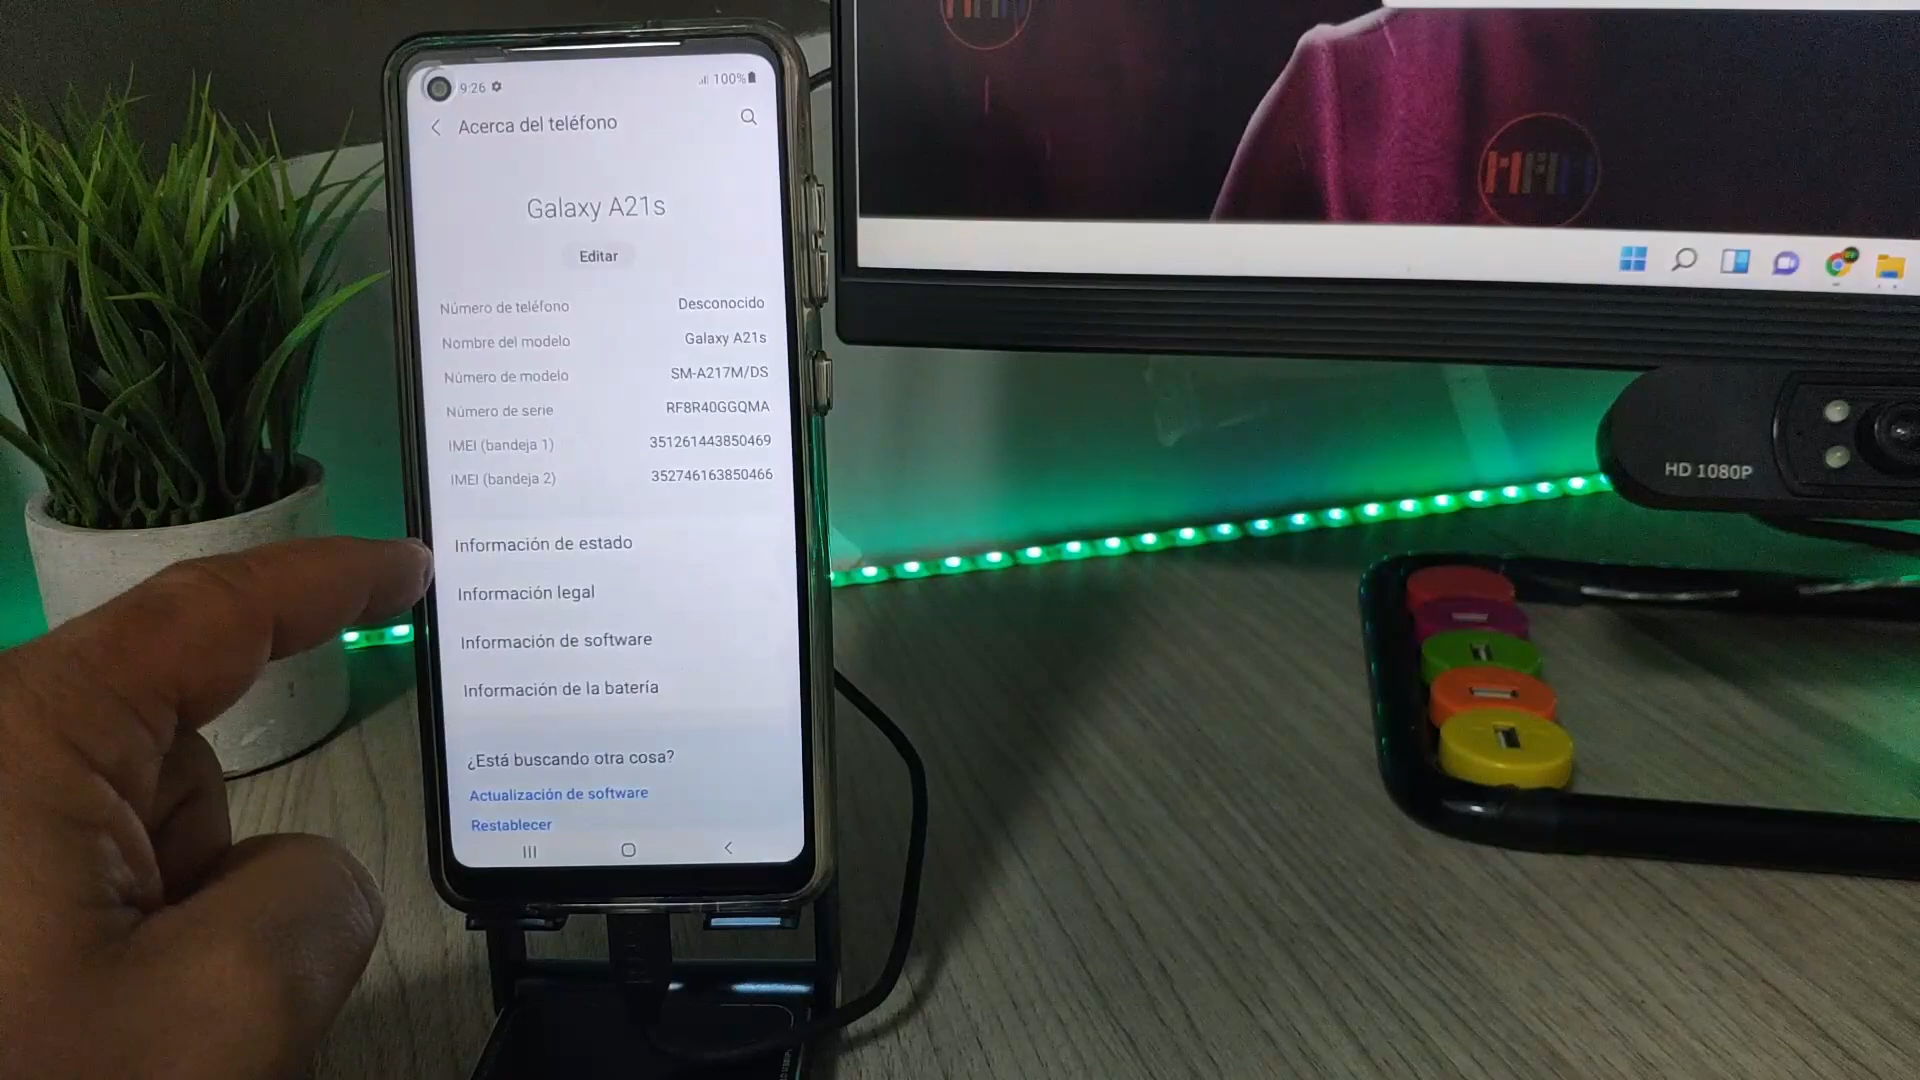 9:26
100%
Acerca del teléfono
Galaxy A21s
Editar
Número de teléfono Desconocido
Nombre del modelo Galaxy A21s
Número de modelo SM-A217M/DS
Número de serie RF8R40GGQMA
IMEI (bandeja 1) 351261443850469
IMEI (bandeja 2) 352746163850466
Información de estado
Información legal
Información de software
Información de la batería
¿Está buscando otra cosa?
Actualización de software
Restablecer
HD 1080P